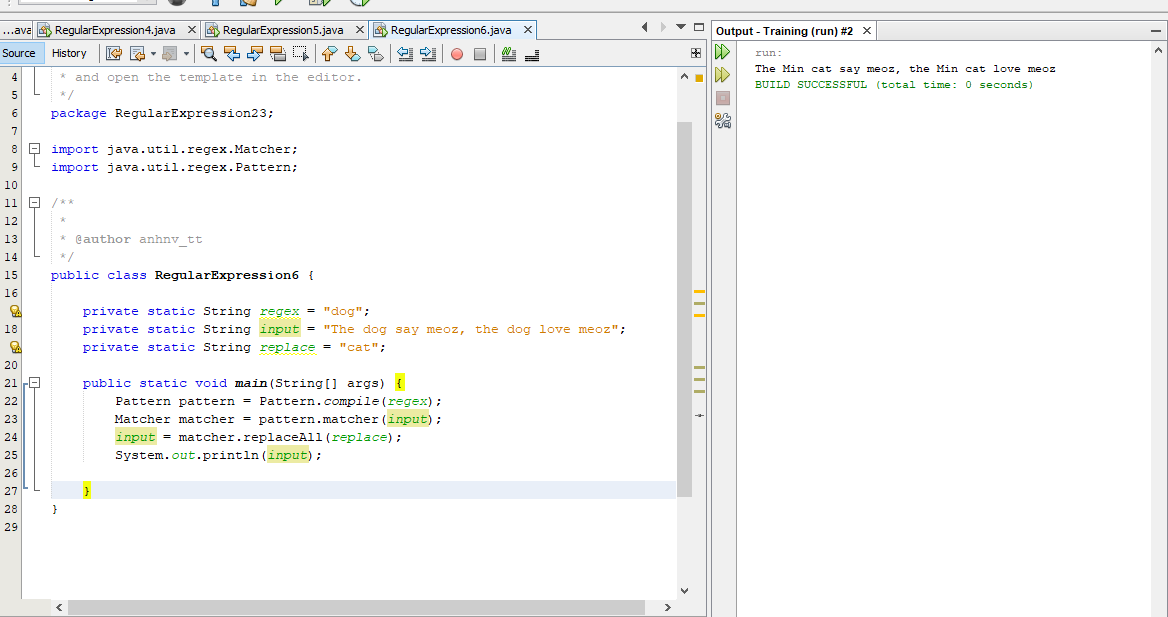 ...ava RegularExpression4.java RegularExpression5.java RegularExpression6.java
Source History
4 * and open the template in the editor.
5 */
6 package RegularExpression23;
7
8 import java.util.regex.Matcher;
9 import java.util.regex.Pattern;
10
11 /**
12 *
13 * @author anhnv_tt
14 */
15 public class RegularExpression6 {
16
private static String regex = "dog";
18 private static String input = "The dog say meoz, the dog love meoz";
private static String replace = "cat";
20
21 public static void main(String[] args) {
22 Pattern pattern = Pattern.compile(regex);
23 Matcher matcher = pattern.matcher(input);
24 input = matcher.replaceAll(replace);
25 System.out.println(input);
26
27 }
28 }
29
Output - Training (run) #2
run:
The Min cat say meoz, the Min cat love meoz
BUILD SUCCESSFUL (total time: 0 seconds)